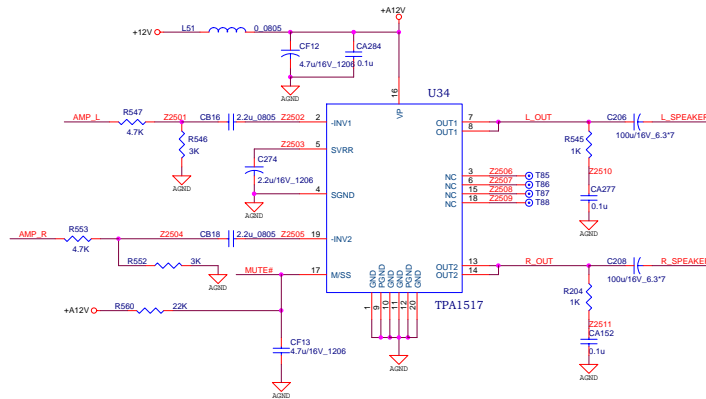 +A12V
+12V
L51
0_0805
CF12
4.7u/16V_1206
CA284
0.1u
AGND
AGND
U34
16
VP
AMP_L
R547
4.7K
Z2501
CB16
2.2u_0805
Z2502
2
-INV1
OUT1
OUT1
7
8
L_OUT
C206
100u/16V_6.3*7
L_SPEAKER
R546
3K
AGND
Z2503
5
SVRR
C274
2.2u/16V_1206
AGND
4
SGND
R545
1K
Z2510
CA277
0.1u
AGND
NC
NC
NC
NC
3
6
15
18
Z2506
Z2507
Z2508
Z2509
T85
T86
T87
T88
AMP_R
R553
4.7K
Z2504
CB18
2.2u_0805
Z2505
19
-INV2
R552
3K
AGND
MUTE#
17
M/SS
OUT2
OUT2
13
14
R_OUT
C208
100u/16V_6.3*7
R_SPEAKER
R204
1K
Z2511
CA152
0.1u
AGND
+A12V
R560
22K
CF13
4.7u/16V_1206
AGND
GND
PGND
GND
GND
PGND
GND
1
9
10
11
12
20
TPA1517
AGND